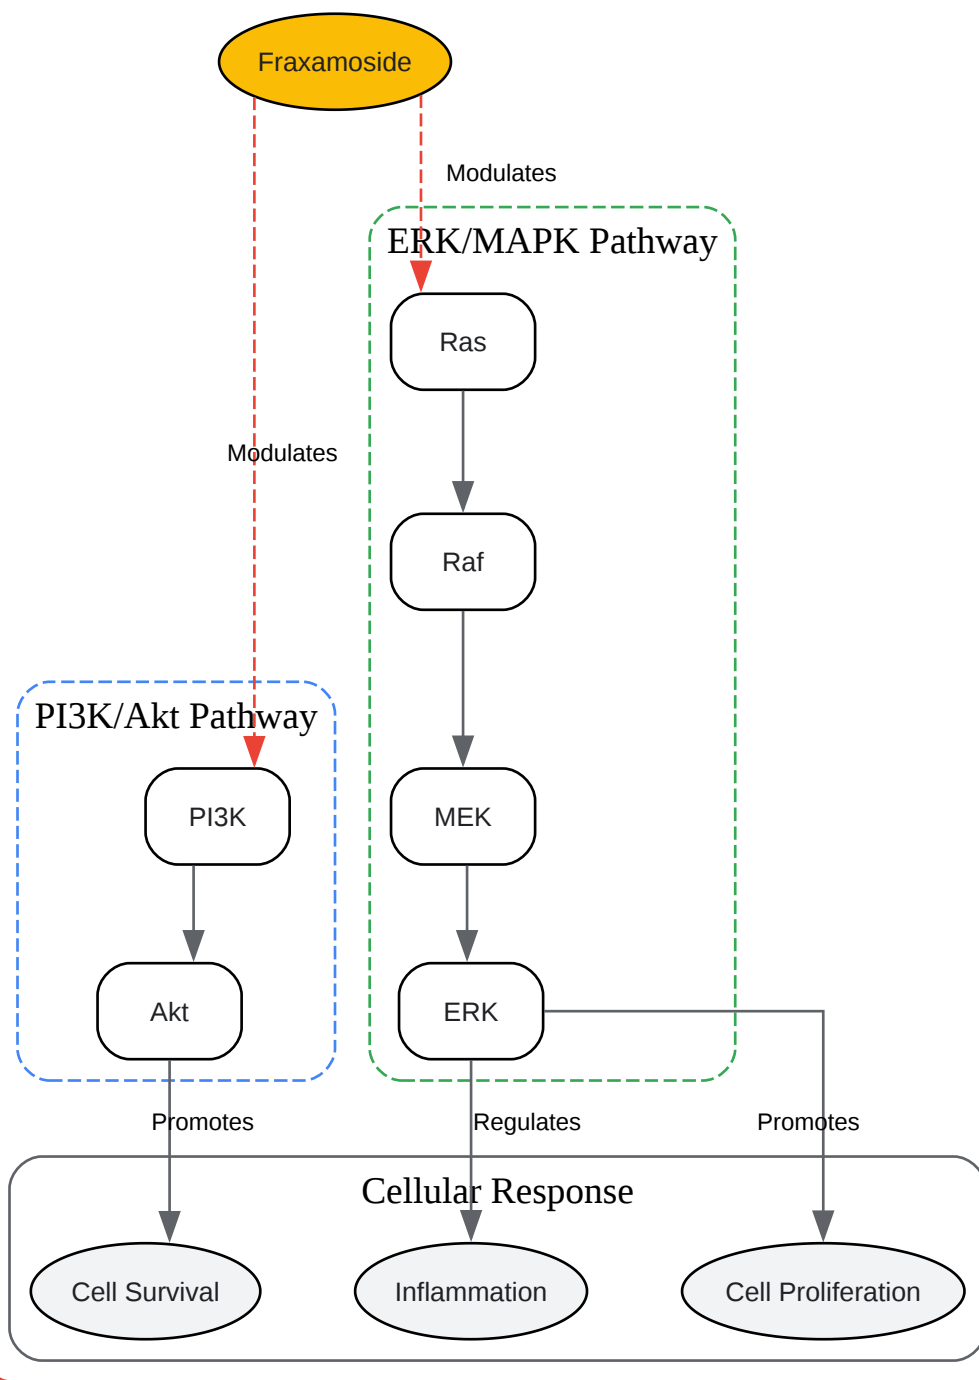 Fraxamoside
Modulates
ERK/MAPK Pathway
Ras
Modulates
Raf
PI3K/Akt Pathway
PI3K
MEK
Akt
ERK
Promotes
Regulates
Promotes
Cellular Response
Cell Survival
Inflammation
Cell Proliferation